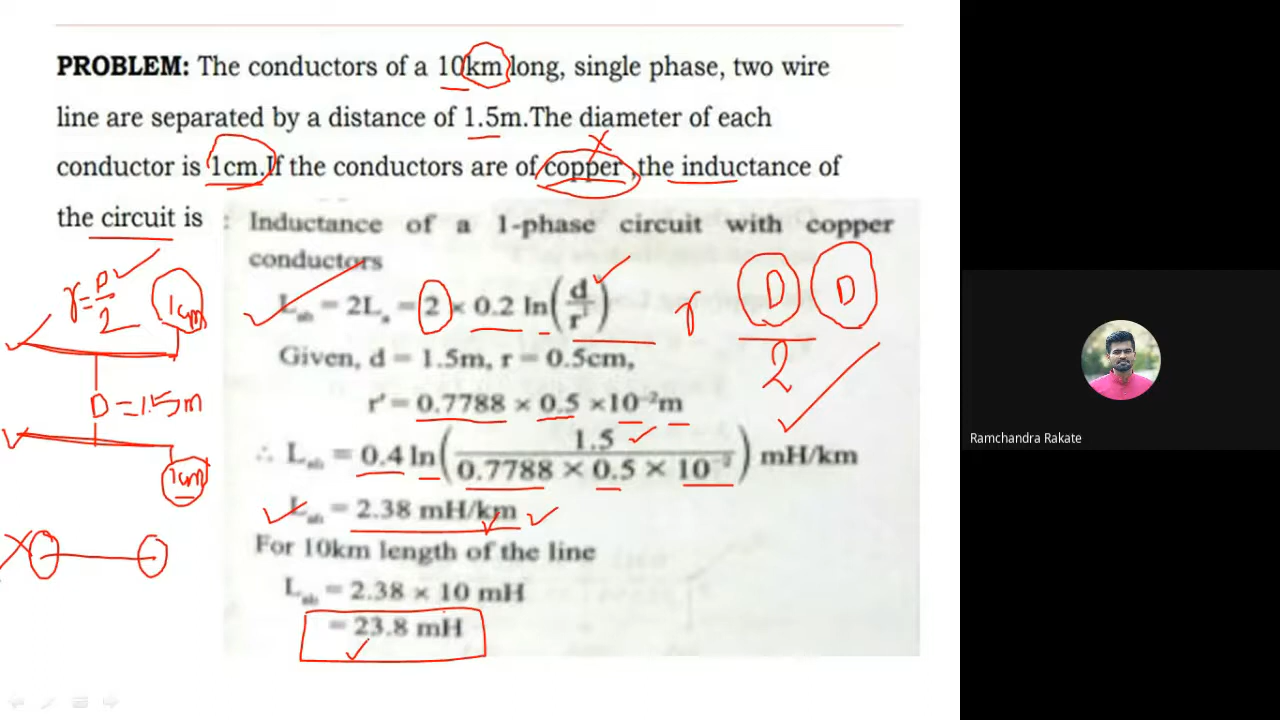 PROBLEM: The conductors of a 10km long, single phase, two wire
line are separated by a distance of 1.5m.The diameter of each
conductor is 1cm.If the conductors are of copper ,the inductance of
the circuit is
: Inductance of a 1-phase circuit with copper
conductors
L_ab = 2L_a = 2 × 0.2 ln(d/r')
Given, d = 1.5m, r = 0.5cm,
r' = 0.7788 × 0.5 ×10⁻²m
∴ L_ab = 0.4 ln(1.5/0.7788 × 0.5 × 10⁻²) mH/km
L_ab = 2.38 mH/km
For 10km length of the line
L_ab = 2.38 × 10 mH
= 23.8 mH
r = D/2
1cm
D = 1.5m
1cm
r D D
2
Ramchandra Rakate